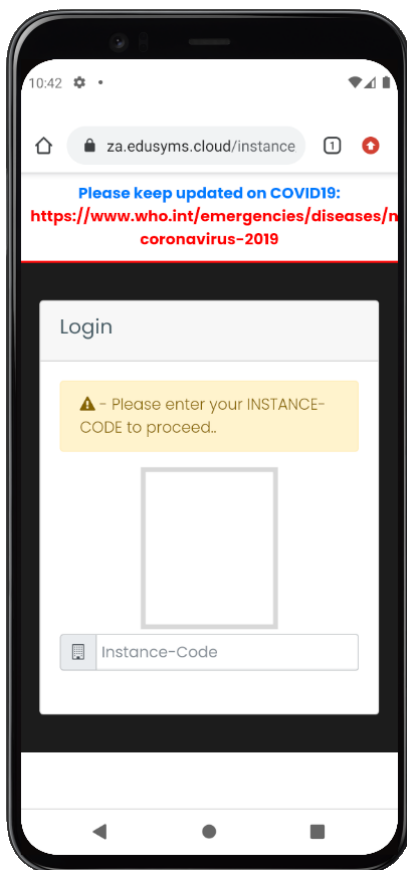 10:42
za.edusyms.cloud/instance
1
Please keep updated on COVID19:
https://www.who.int/emergencies/diseases/n
coronavirus-2019
Login
- Please enter your INSTANCE-
CODE to proceed..
Instance-Code